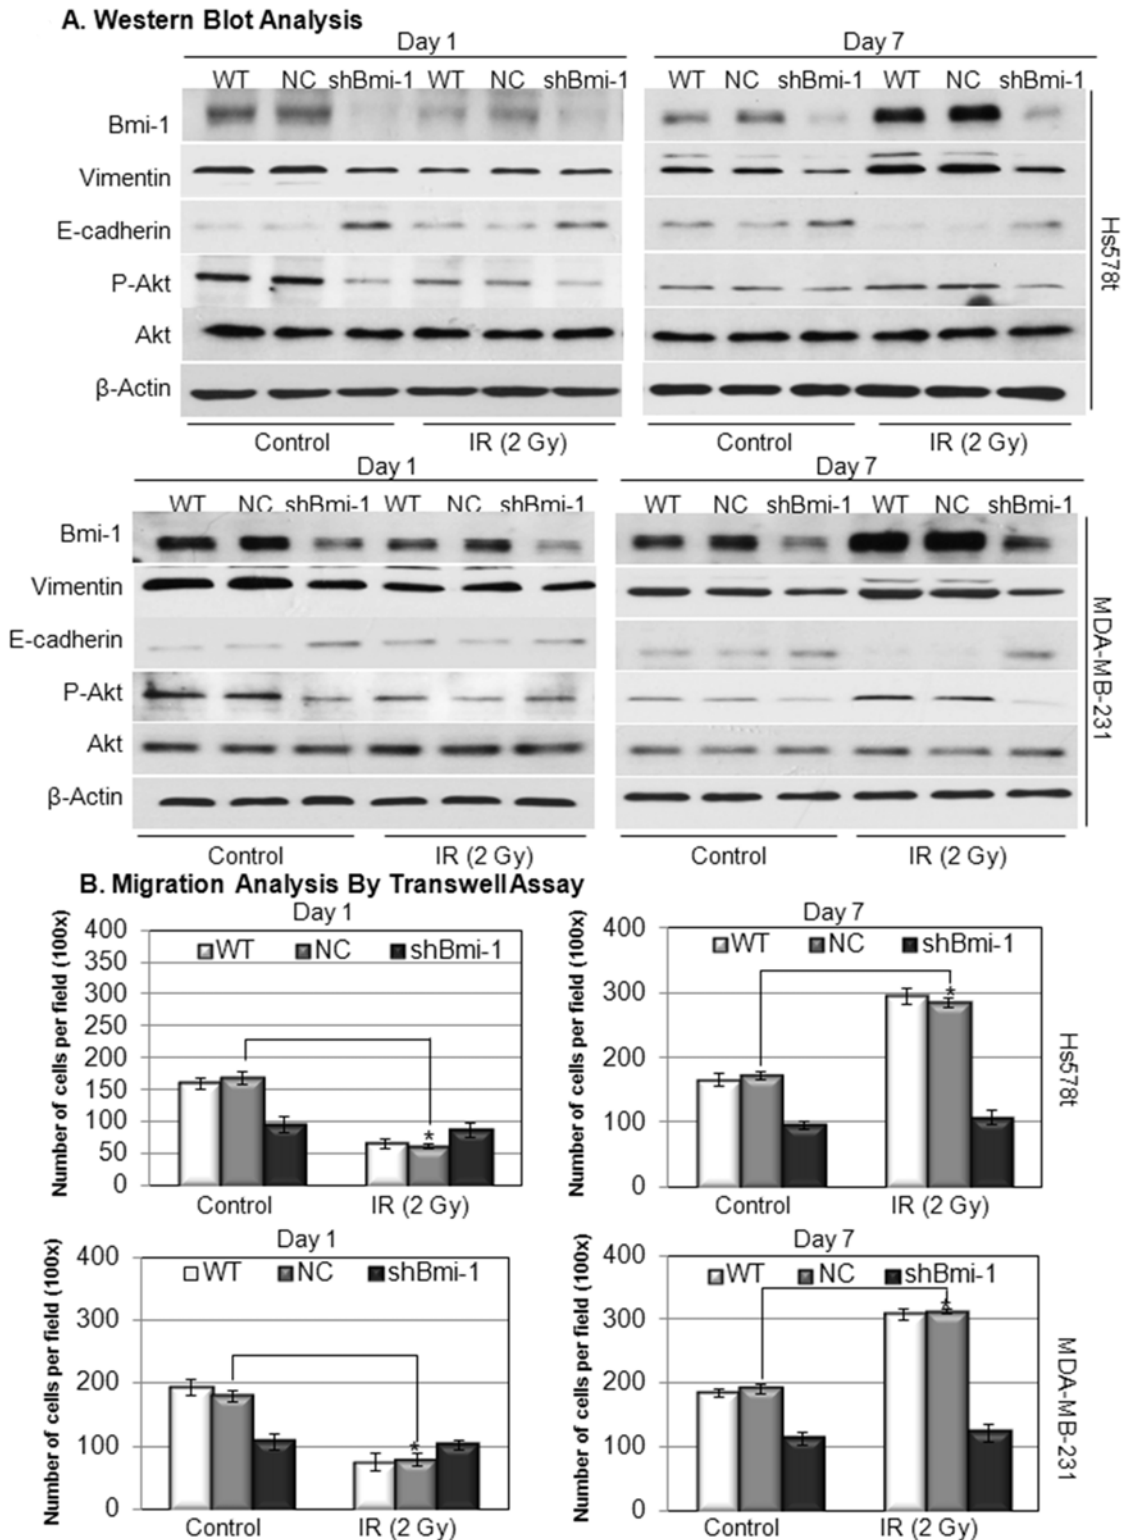 A. Western Blot Analysis
Day 1
Day 7
WT NC shBmi-1 WT NC shBmi-1
WT NC shBmi-1 WT NC shBmi-1
Bmi-1
Vimentin
E-cadherin
P-Akt
Akt
β-Actin
Hs578t
Control IR (2 Gy)
Control IR (2 Gy)
Day 1
Day 7
WT NC shBmi-1 WT NC shBmi-1
WT NC shBmi-1 WT NC shBmi-1
Bmi-1
Vimentin
E-cadherin
P-Akt
Akt
β-Actin
MDA-MB-231
Control IR (2 Gy)
Control IR (2 Gy)
B. Migration Analysis By Transwell Assay
Day 1
Number of cells per field (100x)
400
350
300
250
200
150
100
50
0
WT NC shBmi-1
*
Control IR (2 Gy)
Day 7
Number of cells per field (100x)
400
300
200
100
0
WT NC shBmi-1
*
Control IR (2 Gy)
Hs578t
Day 1
Number of cells per field (100x)
400
300
200
100
0
WT NC shBmi-1
*
Control IR (2 Gy)
Day 7
Number of cells per field (100x)
400
300
200
100
0
WT NC shBmi-1
*
Control IR (2 Gy)
MDA-MB-231